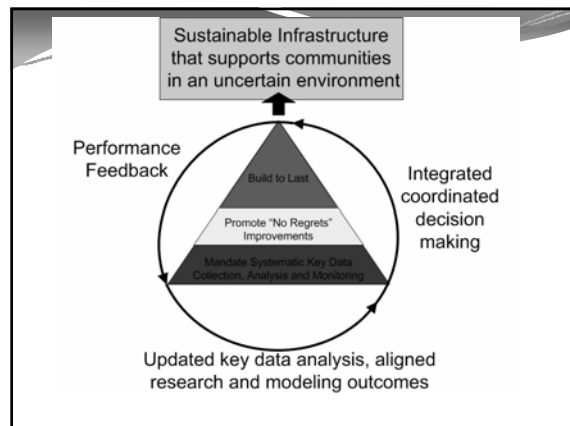 Sustainable Infrastructure
that supports communities
in an uncertain environment
Performance
Feedback
Integrated
coordinated
decision
making
Build to Last
Promote “No Regrets”
Improvements
Mandate Systematic Key Data
Collection, Analysis and Monitoring
Updated key data analysis, aligned
research and modeling outcomes